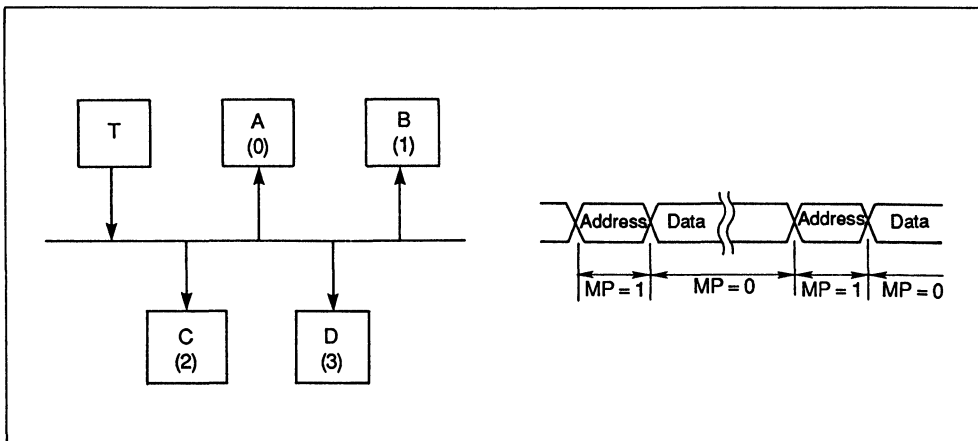 T
A
(0)
B
(1)
C
(2)
D
(3)
Address Data Address Data
MP = 1 MP = 0 MP = 1 MP = 0